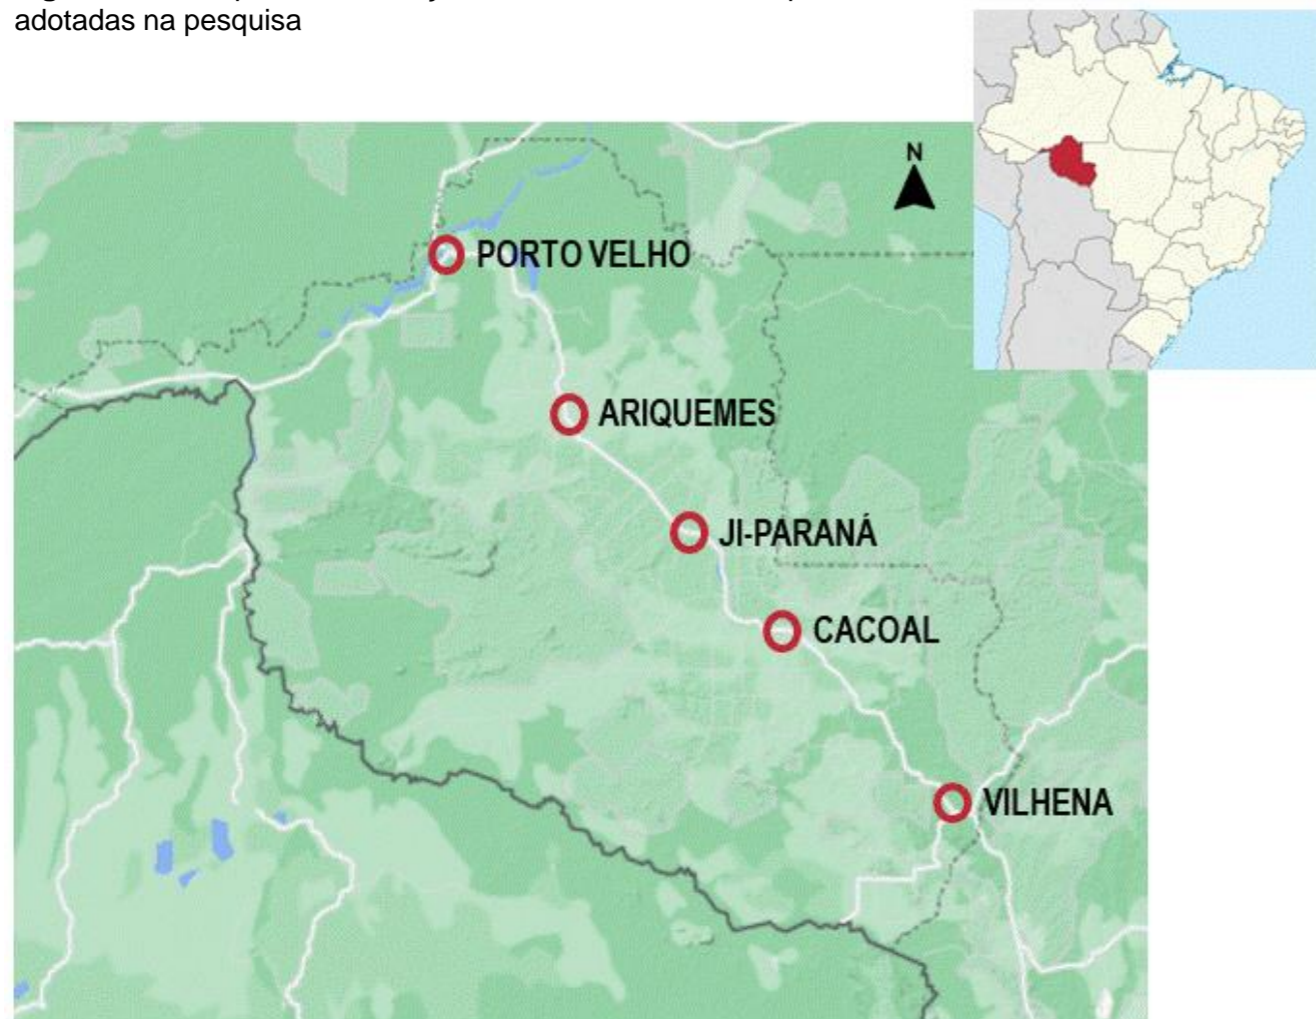 adotadas na pesquisa
N
PORTO VELHO
ARIQUEMES
JI-PARANÁ
CACOAL
VILHENA